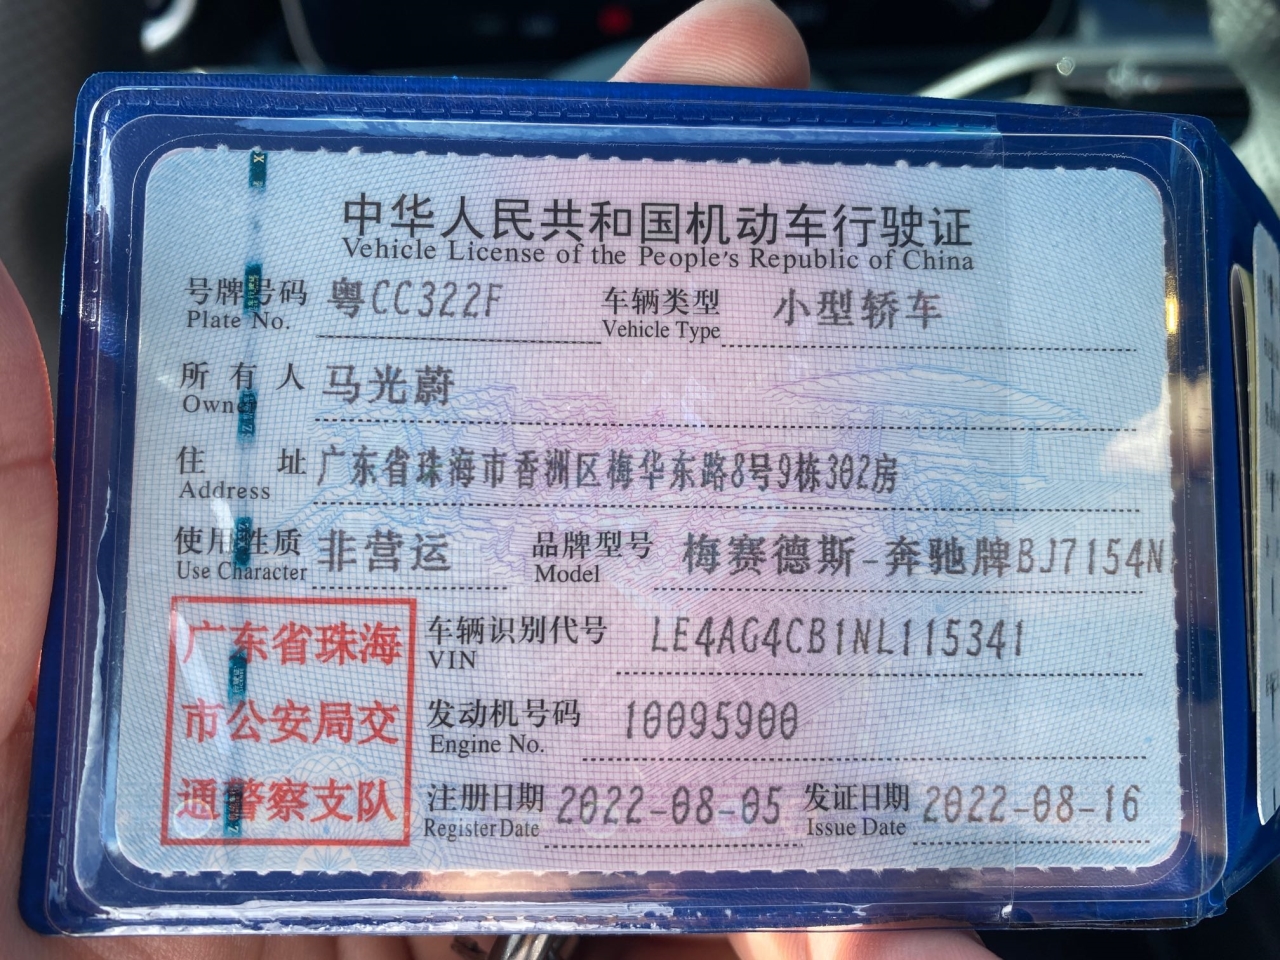 中华人民共和国机动车行驶证
Vehicle License of the People's Republic of China
号牌号码 粤CC322F 车辆类型 小型轿车
Plate No. Vehicle Type
所有人 马光蔚
Owner
住址 广东省珠海市香洲区梅华东路8号9栋302房
Address
使用性质 非营运 品牌型号 梅赛德斯-奔驰牌BJ7154N
Use Character Model
广东省珠海
市公安局交
通警察支队
车辆识别代号 LE4AG4CB1NL115341
VIN
发动机号码 10095900
Engine No.
注册日期 2022-08-05 发证日期 2022-08-16
Register Date Issue Date